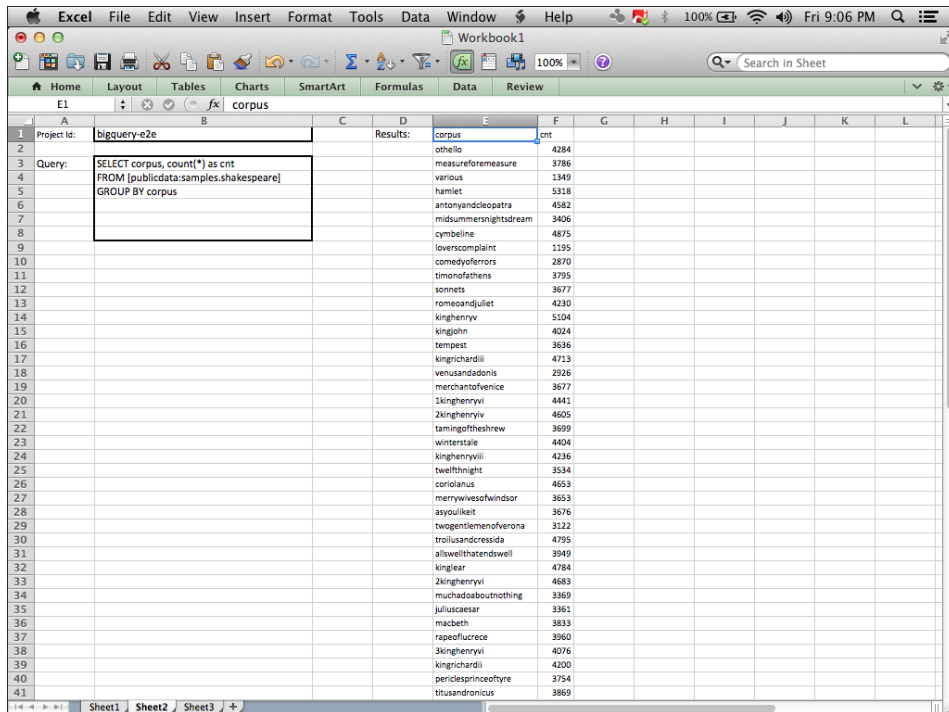 Excel File Edit View Insert Format Tools Data Window Help 100% Fri 9:06 PM
Workbook1
100% Search in Sheet
Home Layout Tables Charts SmartArt Formulas Data Review
E1 fx corpus
A B C D E F G H I J K L
1 Project Id: bigquery-e2e Results: corpus cnt
2 othello 4284
3 Query: SELECT corpus, count(*) as cnt measureforemeasure 3786
4 FROM [publicdata:samples.shakespeare] various 1349
5 GROUP BY corpus hamlet 5318
6 antonyandcleopatra 4582
7 midsummersnightsdream 3406
8 cymbeline 4875
9 loverscomplaint 1195
10 comedyoferrors 2870
11 timonofathens 3795
12 sonnets 3677
13 romeoandjuliet 4230
14 kinghenryv 5104
15 kingjohn 4024
16 tempest 3636
17 kingrichardiii 4713
18 venusandadonis 2926
19 merchantofvenice 3677
20 1kinghenryvi 4441
21 2kinghenryiv 4605
22 tamingoftheshrew 3699
23 winterstale 4404
24 kinghenryviii 4236
25 twelfthnight 3534
26 coriolanus 4653
27 merrywivesofwindsor 3653
28 asyoulikeit 3676
29 twogentlemenofverona 3122
30 troilusandcressida 4795
31 allswellthatendswell 3949
32 kinglear 4784
33 2kinghenryvi 4683
34 muchadoaboutnothing 3369
35 juliuscaesar 3361
36 macbeth 3833
37 rapeoflucrece 3960
38 3kinghenryvi 4076
39 kingrichardii 4200
40 periclesprinceoftyre 3754
41 titusandronicus 3869
Sheet1 Sheet2 Sheet3 +